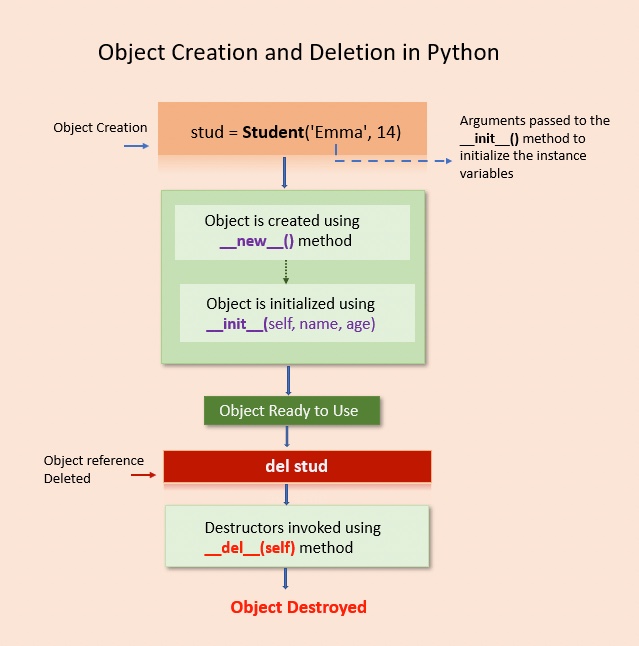 Object Creation and Deletion in Python
Object Creation
stud = Student('Emma', 14)
Arguments passed to the
__init__() method to
initialize the instance
variables
Object is created using
__new__() method
Object is initialized using
__init__(self, name, age)
Object Ready to Use
Object reference
Deleted
del stud
Destructors invoked using
__del__(self) method
Object Destroyed